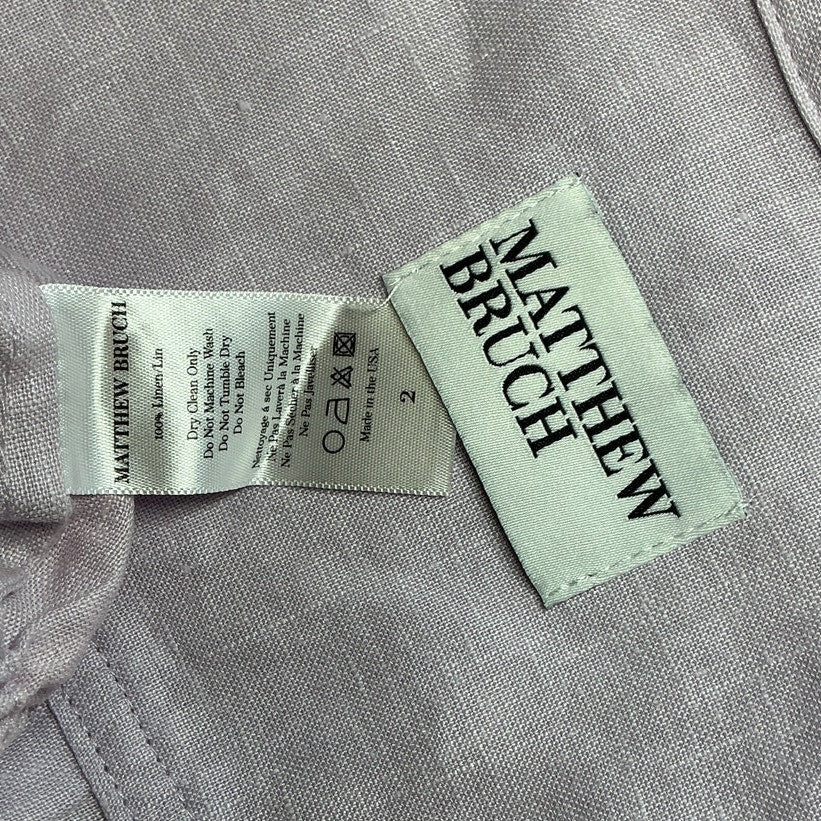 MATTHEW
BRUCH
MATTHEW BRUCH
100% Linen/Lin
Dry Clean Only
Do Not Machine Wash
Do Not Tumble Dry
Do Not Bleach
Nettoyage á sec Uniquement
Ne Pas Laverà la Machine
Ne Pas Sécher à la Machine
Ne Pas Javelliser
Made in the USA
2